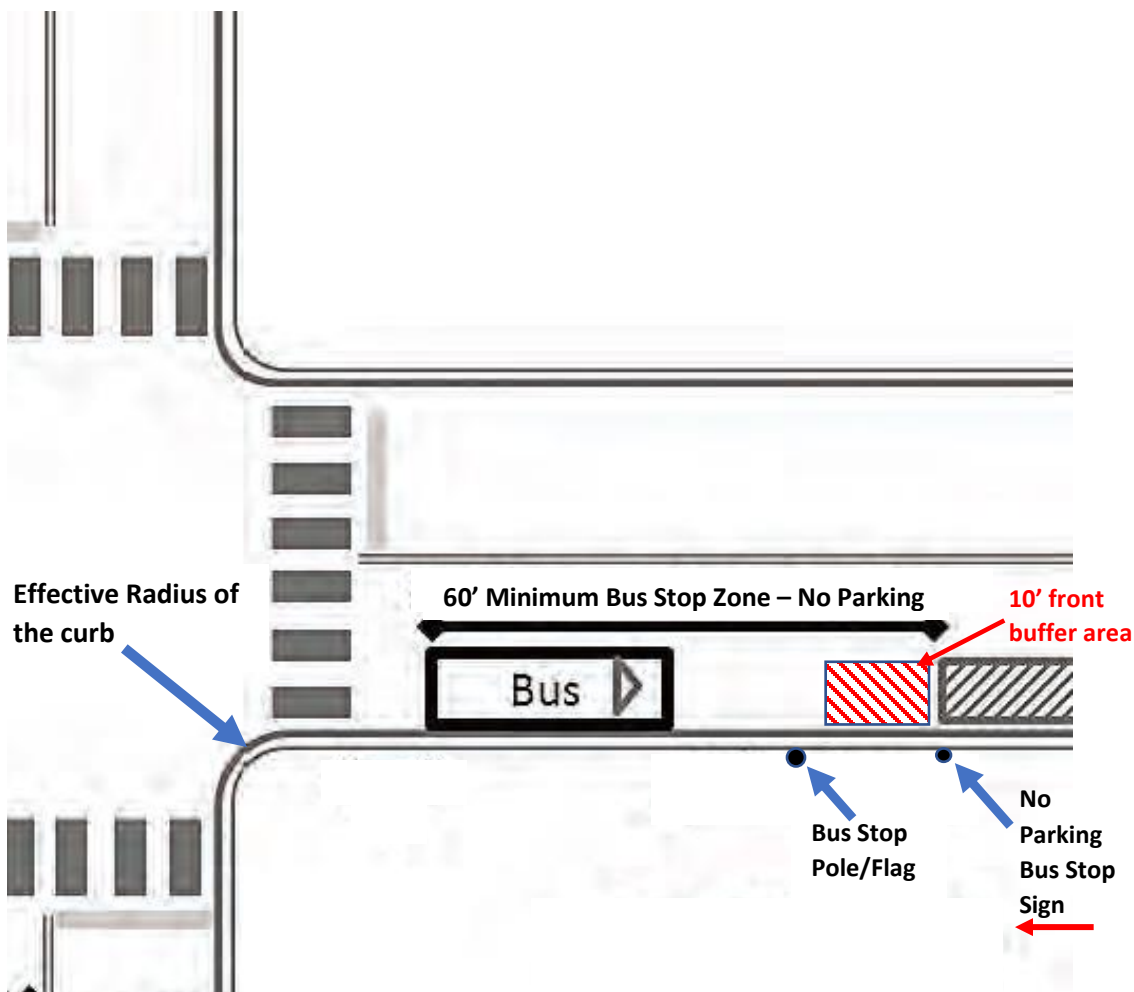 Effective Radius of
the curb
60’ Minimum Bus Stop Zone – No Parking
10’ front
buffer area
Bus
Bus Stop
Pole/Flag
No
Parking
Bus Stop
Sign